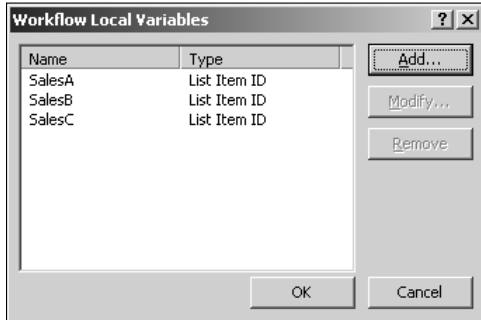 Workflow Local Variables
Name Type
SalesA List Item ID
SalesB List Item ID
SalesC List Item ID
Add...
Modify...
Remove
OK Cancel